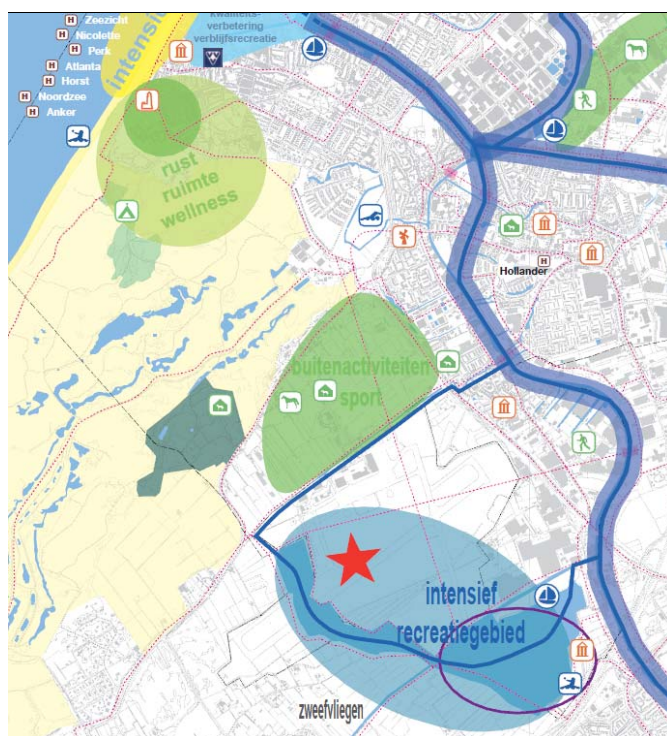 Zeezicht
Nicolette
Perk
Atlanta
Horst
Noordzee
Anker
H
H
H
H
H
H
H
intensief
kwaliteits-
verbetering
verblijfsrecreatie
rust
ruimte
wellness
H
Hollander
buitenactiviteiten
sport
intensief
recreatiegebied
zweefvliegen